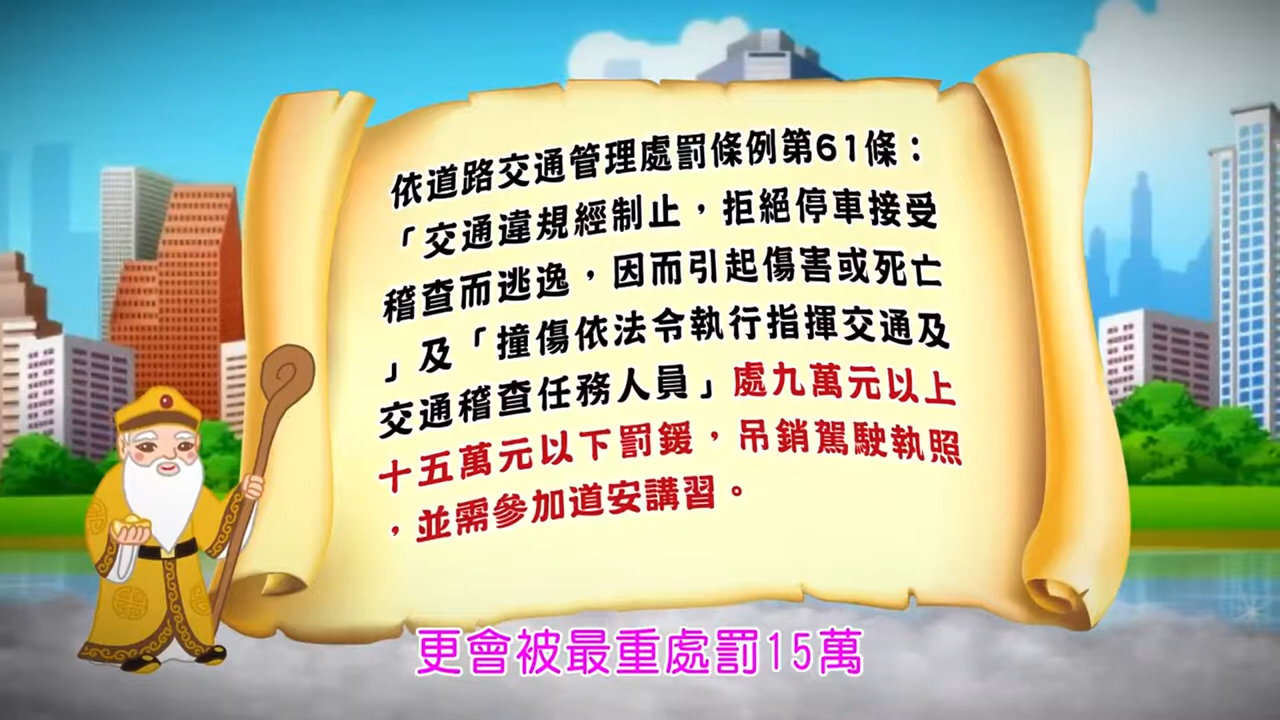 依道路交通管理處罰條例第61條：
「交通違規經制止，拒絕停車接受
稽查而逃逸，因而引起傷害或死亡
」及「撞傷依法令執行指揮交通及
交通稽查任務人員」處九萬元以上
十五萬元以下罰鍰，吊銷駕駛執照
，並需參加道安講習。
更會被最重處罰15萬